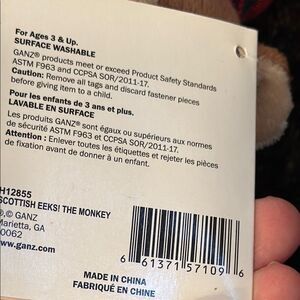 For Ages 3 & Up.
SURFACE WASHABLE
GANZ® products meet or exceed Product Safety Standards
ASTM F963 and CCPSA SOR/2011-17.
Caution: Remove all tags and discard fastener pieces
before giving item to a child.
Pour les enfants de 3 ans et plus.
LAVABLE EN SURFACE
Les produits GANZ® sont égaux ou supérieurs aux normes
de sécurité ASTM F963 et CCPSA SOR/2011-17.
Attention : Enlever toutes les étiquettes et rejeter les pièces
de fixation avant de donner à un enfant.
H12855
SCOTTISH EEKS! THE MONKEY
®,© GANZ
Marietta, GA
30062
www.ganz.com
6 61371 57109 6
MADE IN CHINA
FABRIQUÉ EN CHINE